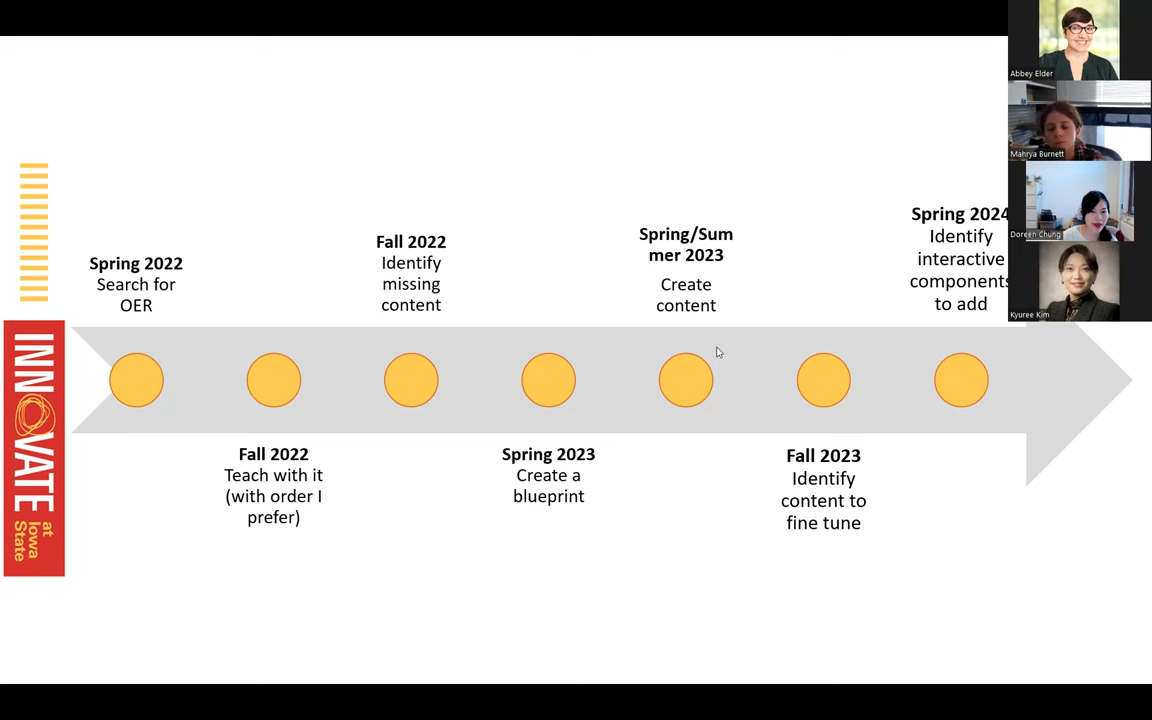 Abbey Elder
Mahrya Burnett
Doreen Chung
Kyuree Kim
Spring 2022
Search for
OER
Fall 2022
Teach with it
(with order I
prefer)
Fall 2022
Identify
missing
content
Spring 2023
Create a
blueprint
Spring/Sum
mer 2023
Create
content
Fall 2023
Identify
content to
fine tune
Spring 2024
Identify
interactive
components
to add
INNOVATE
at
Iowa
State